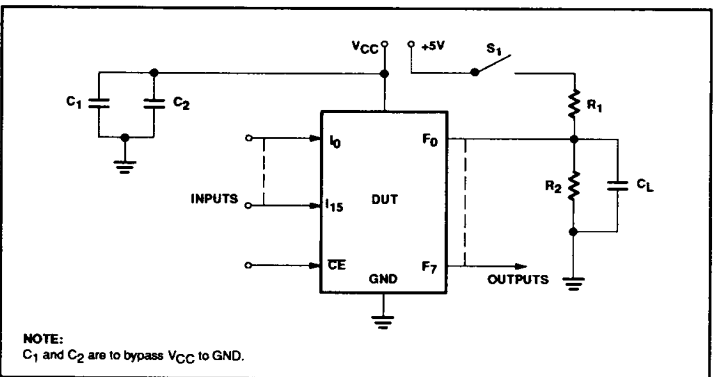 VCC +5V S1
C1 C2 R1
I0 F0
INPUTS I15 DUT R2 CL
CE F7
GND OUTPUTS
NOTE:
C1 and C2 are to bypass VCC to GND.